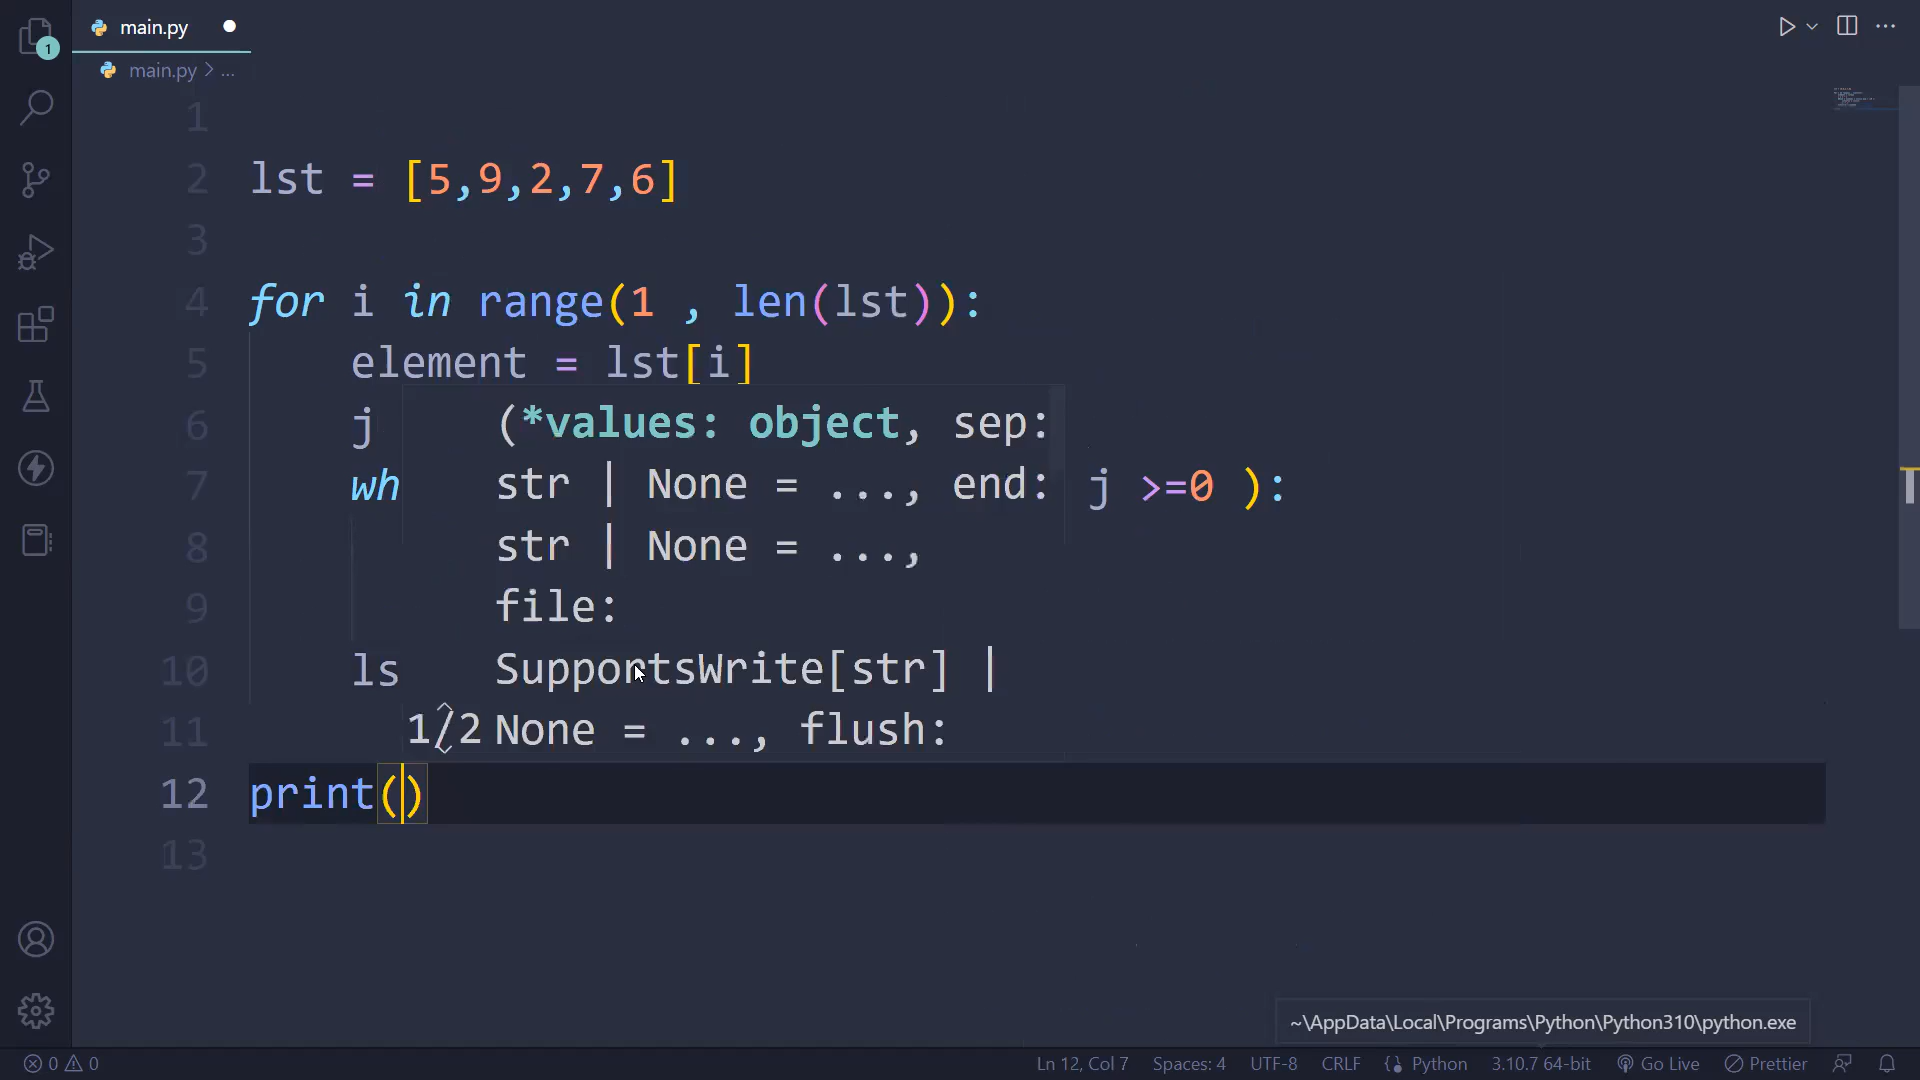 1
main.py
main.py > ...
1
2 lst = [5,9,2,7,6]
3
4 for i in range(1 , len(lst)):
5 element = lst[i]
6 j
7 wh j >=0 ):
8
9
10 ls
11
(*values: object, sep:
str | None = ..., end:
str | None = ...,
file:
SupportsWrite[str] |
1/2 None = ..., flush:
12 print()
13
~\AppData\Local\Programs\Python\Python310\python.exe
0 0 Ln 12, Col 7 Spaces: 4 UTF-8 CRLF {} Python 3.10.7 64-bit Go Live Prettier